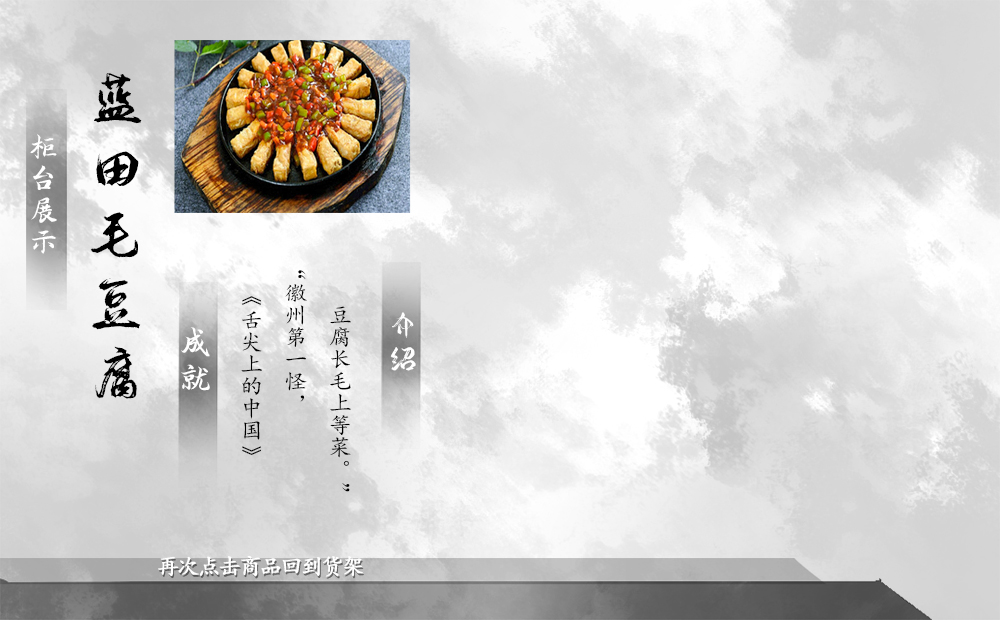 柜台展示
蓝田毛豆腐
介绍
“徽州第一怪，
豆腐长毛上等菜。”
成就
《舌尖上的中国》
再次点击商品回到货架